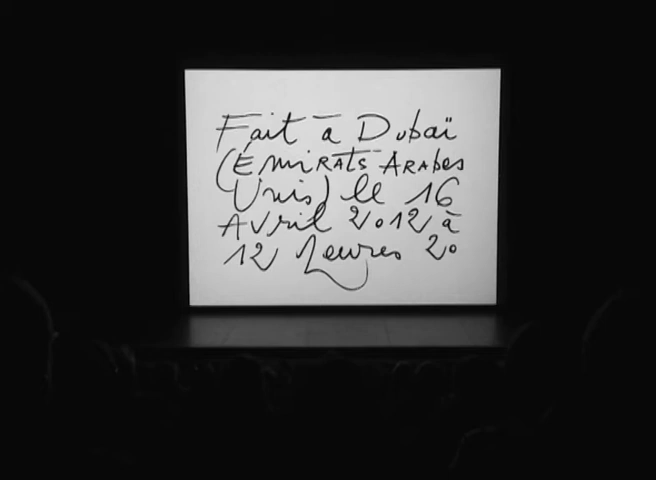 Fait à Dubaï
(Émirats Arabes
Unis) le 16
Avril 2012 à
12 heures 20